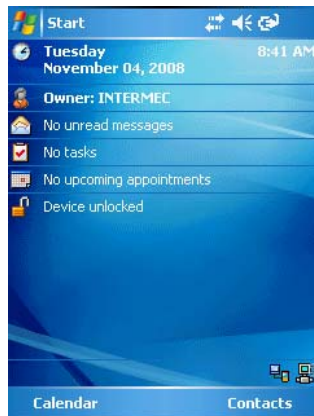 Start
Tuesday 8:41 AM
November 04, 2008
Owner: INTERMEC
No unread messages
No tasks
No upcoming appointments
Device unlocked
Calendar Contacts